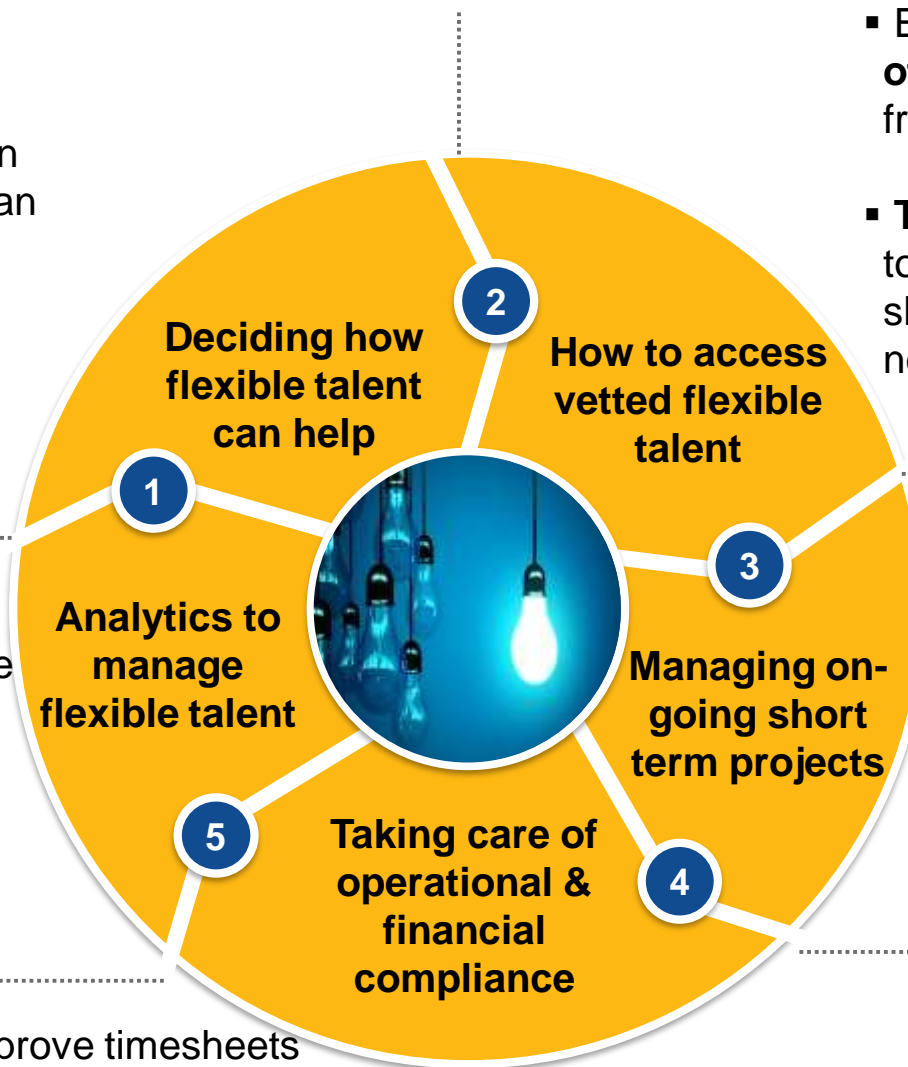 Deciding how
flexible talent
can help
1
2
How to access
vetted flexible
talent
3
Managing on-
going short
term projects
4
Taking care of
operational &
financial
compliance
5
Analytics to
manage
flexible talent
timesheets